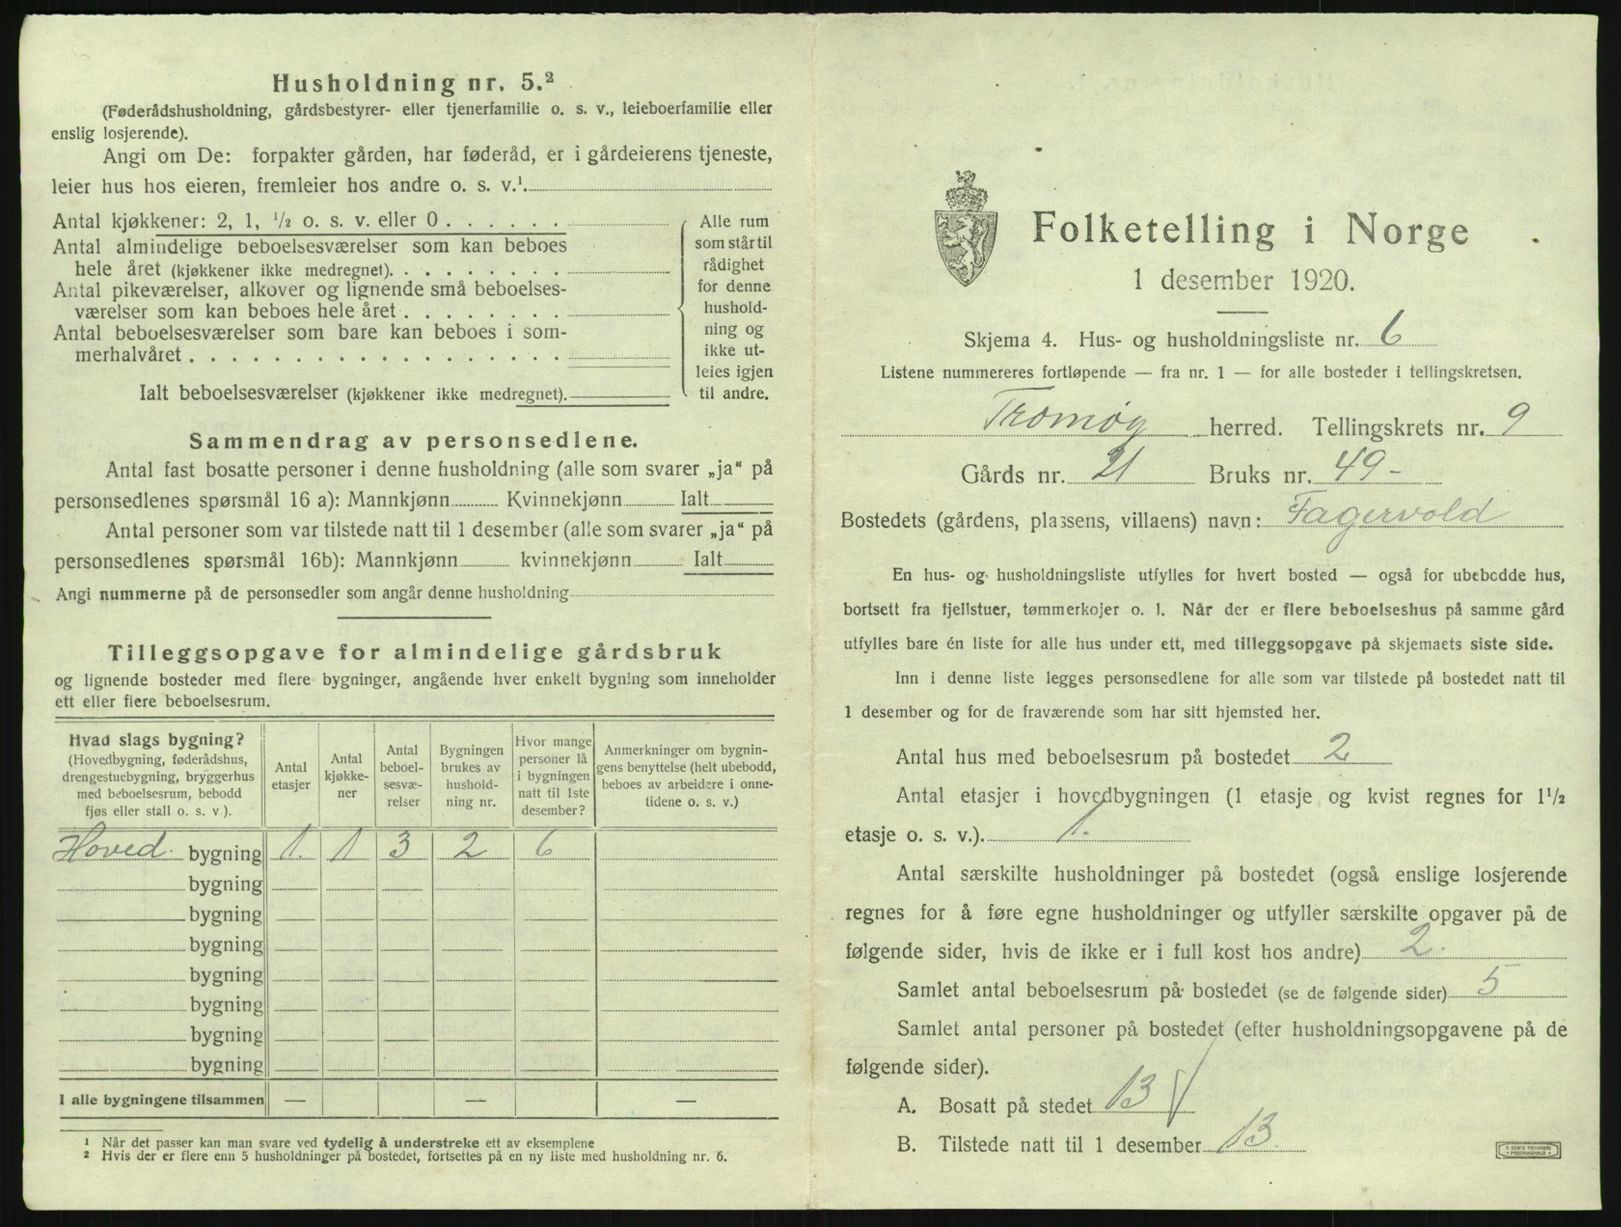 Husholdning nr. 5.²
(Føderådshusholdning, gårdsbestyrer- eller tjenerfamilie o. s. v., leieboerfamilie eller
enslig losjerende).
Angi om De: forpakter gården, har føderåd, er i gårdeierens tjeneste,
leier hus hos eieren, fremleier hos andre o. s. v.¹.
Antal kjøkkener: 2, 1, ½ o. s. v. eller 0 . . . . . .
Antal almindelige beboelsesværelser som kan beboes
hele året (kjøkkener ikke medregnet). . . . . . . . .
Antal pikeværelser, alkover og lignende små beboelses-
værelser som kan beboes hele året . . . . . . . .
Antal beboelsesværelser som bare kan beboes i som-
merhalvåret . . . . . . . . . . . . . . . . . .
Ialt beboelsesværelser (kjøkkener ikke medregnet).
Alle rum
som står til
rådighet
for denne
hushold-
ning og
ikke ut-
leies igjen
til andre.
Sammendrag av personsedlene.
Antal fast bosatte personer i denne husholdning (alle som svarer „ja“ på
personsedlenes spørsmål 16 a): Mannkjønn Kvinnekjønn Ialt
Antal personer som var tilstede natt til 1 desember (alle som svarer „ja“ på
personsedlenes spørsmål 16b): Mannkjønn kvinnekjønn Ialt
Angi nummerne på de personsedler som angår denne husholdning
Tilleggsopgave for almindelige gårdsbruk
og lignende bosteder med flere bygninger, angående hver enkelt bygning som inneholder
ett eller flere beboelsesrum.
Hvad slags bygning?
(Hovedbygning, føderådshus,
drengestuebygning, bryggerhus
med beboelsesrum, bebodd
fjøs eller stall o. s. v.).
Antal
etasjer
Antal
kjøkke-
ner
Antal
beboel-
sesvæ-
relser
Bygningen
brukes av
hushold-
ning nr.
Hvor mange
personer lå
i bygningen
natt til 1ste
desember?
Anmerkninger om bygnin-
gens benyttelse (helt ubebodd,
beboes av arbeidere i onne-
tidene o. s. v.)
Hoved. bygning 1. 1 3 2 6
bygning
bygning
bygning
bygning
bygning
bygning
bygning
I alle bygningene tilsammen — — —
¹ Når det passer kan man svare ved tydelig å understreke ett av eksemplene
² Hvis der er flere enn 5 husholdninger på bostedet, fortsettes på en ny liste med husholdning nr. 6.
Folketelling i Norge
1 desember 1920.
Skjema 4. Hus- og husholdningsliste nr. 6
Listene nummereres fortløpende — fra nr. 1 — for alle bosteder i tellingskretsen.
Tromøy herred. Tellingskrets nr. 9
Gårds nr. 21 Bruks nr. 49-
Bostedets (gårdens, plassens, villaens) navn: Fagervold
En hus- og husholdningsliste utfylles for hvert bosted — også for ubebodde hus,
bortsett fra fjellstuer, tømmerkojer o. l. Når der er flere beboelseshus på samme gård
utfylles bare én liste for alle hus under ett, med tilleggsopgave på skjemaets siste side.
Inn i denne liste legges personsedlene for alle som var tilstede på bostedet natt til
1 desember og for de fraværende som har sitt hjemsted her.
Antal hus med beboelsesrum på bostedet 2
Antal etasjer i hovedbygningen (1 etasje og kvist regnes for 1½
etasje o. s. v.). 1.
Antal særskilte husholdninger på bostedet (også enslige losjerende
regnes for å føre egne husholdninger og utfyller særskilte opgaver på de
følgende sider, hvis de ikke er i full kost hos andre) 2.
Samlet antal beboelsesrum på bostedet (se de følgende sider) 5
Samlet antal personer på bostedet (efter husholdningsopgavene på de
følgende sider).
A. Bosatt på stedet 13
B. Tilstede natt til 1 desember 13.